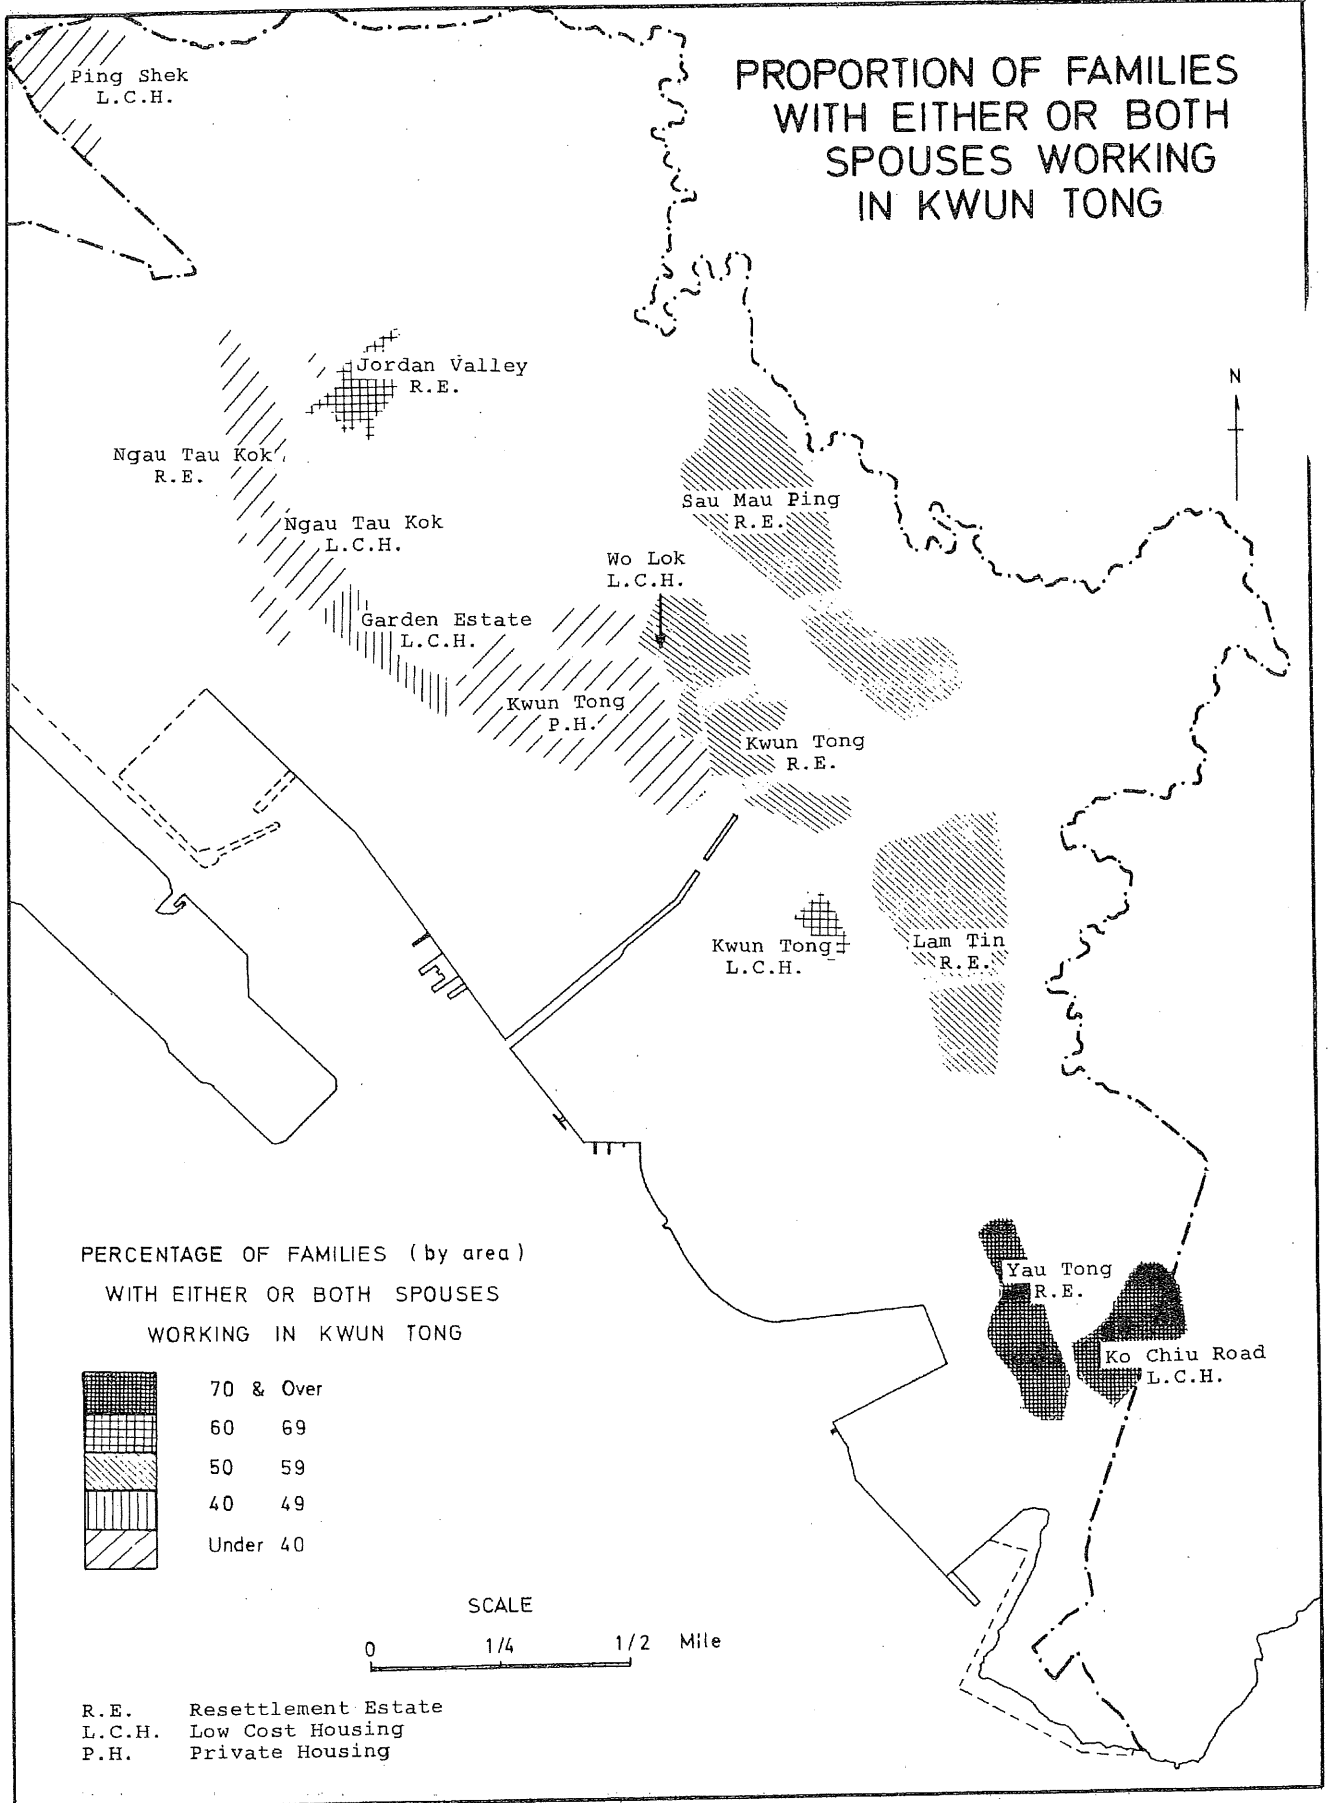 PROPORTION OF FAMILIES
WITH EITHER OR BOTH
SPOUSES WORKING
IN KWUN TONG
Ping Shek
L.C.H.
N
Jordan Valley
R.E.
Ngau Tau Kok
R.E.
Sau Mau Ping
R.E.
Ngau Tau Kok
L.C.H.
Wo Lok
L.C.H.
Garden Estate
L.C.H.
Kwun Tong
P.H.
Kwun Tong
R.E.
Kwun Tong
L.C.H.
Lam Tin
R.E.
Yau Tong
R.E.
Ko Chiu Road
L.C.H.
PERCENTAGE OF FAMILIES (by area)
WITH EITHER OR BOTH SPOUSES
WORKING IN KWUN TONG
70 & Over
60 69
50 59
40 49
Under 40
SCALE
0 1/4 1/2 Mile
R.E. Resettlement Estate
L.C.H. Low Cost Housing
P.H. Private Housing